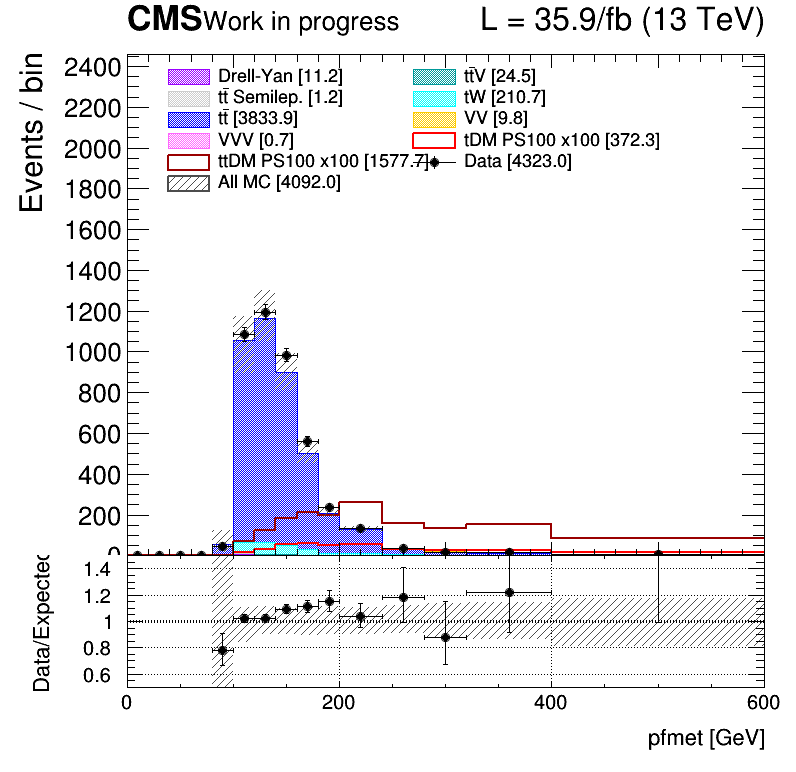 CMS Work in progress L = 35.9/fb (13 TeV)
Events / bin
2400
2200
2000
1800
1600
1400
1200
1000
800
600
400
200
0
Drell-Yan [11.2] tt̄V [24.5]
tt̄ Semilep. [1.2] tW [210.7]
tt̄ [3833.9] VV [9.8]
VVV [0.7] tDM PS100 x100 [372.3]
ttDM PS100 x100 [1577.7] Data [4323.0]
All MC [4092.0]
Data/Expected
1.4
1.2
1
0.8
0.6
0 200 400 600
pfmet [GeV]